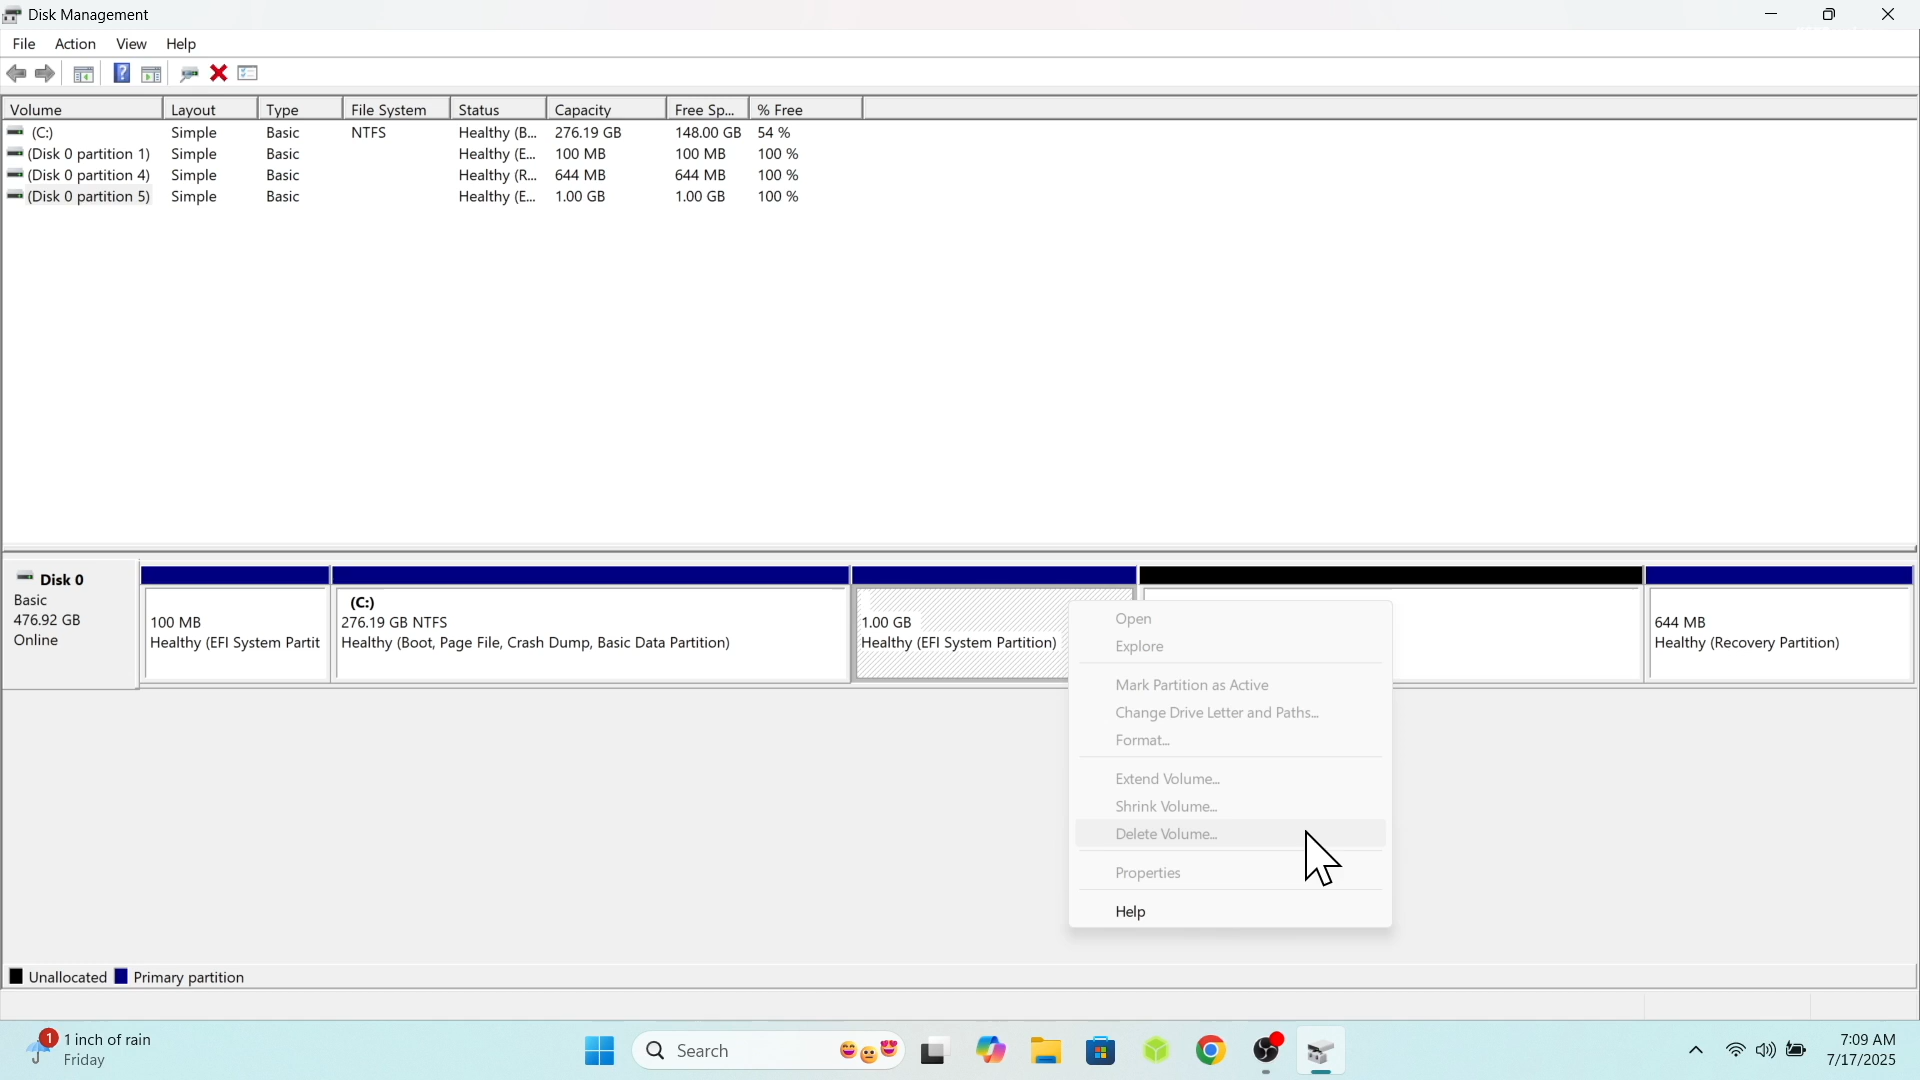 Disk Management
File Action View Help
Volume Layout Type File System Status Capacity Free Sp... % Free
(C:) Simple Basic NTFS Healthy (B... 276.19 GB 148.00 GB 54 %
(Disk 0 partition 1) Simple Basic Healthy (E... 100 MB 100 MB 100 %
(Disk 0 partition 4) Simple Basic Healthy (R... 644 MB 644 MB 100 %
(Disk 0 partition 5) Simple Basic Healthy (E... 1.00 GB 1.00 GB 100 %
Disk 0
Basic
476.92 GB
Online
100 MB
Healthy (EFI System Partit
(C:)
276.19 GB NTFS
Healthy (Boot, Page File, Crash Dump, Basic Data Partition)
1.00 GB
Healthy (EFI System Partition)
644 MB
Healthy (Recovery Partition)
Open
Explore
Mark Partition as Active
Change Drive Letter and Paths...
Format...
Extend Volume...
Shrink Volume...
Delete Volume...
Properties
Help
Unallocated Primary partition
1
1 inch of rain
Friday
Search
7:09 AM
7/17/2025